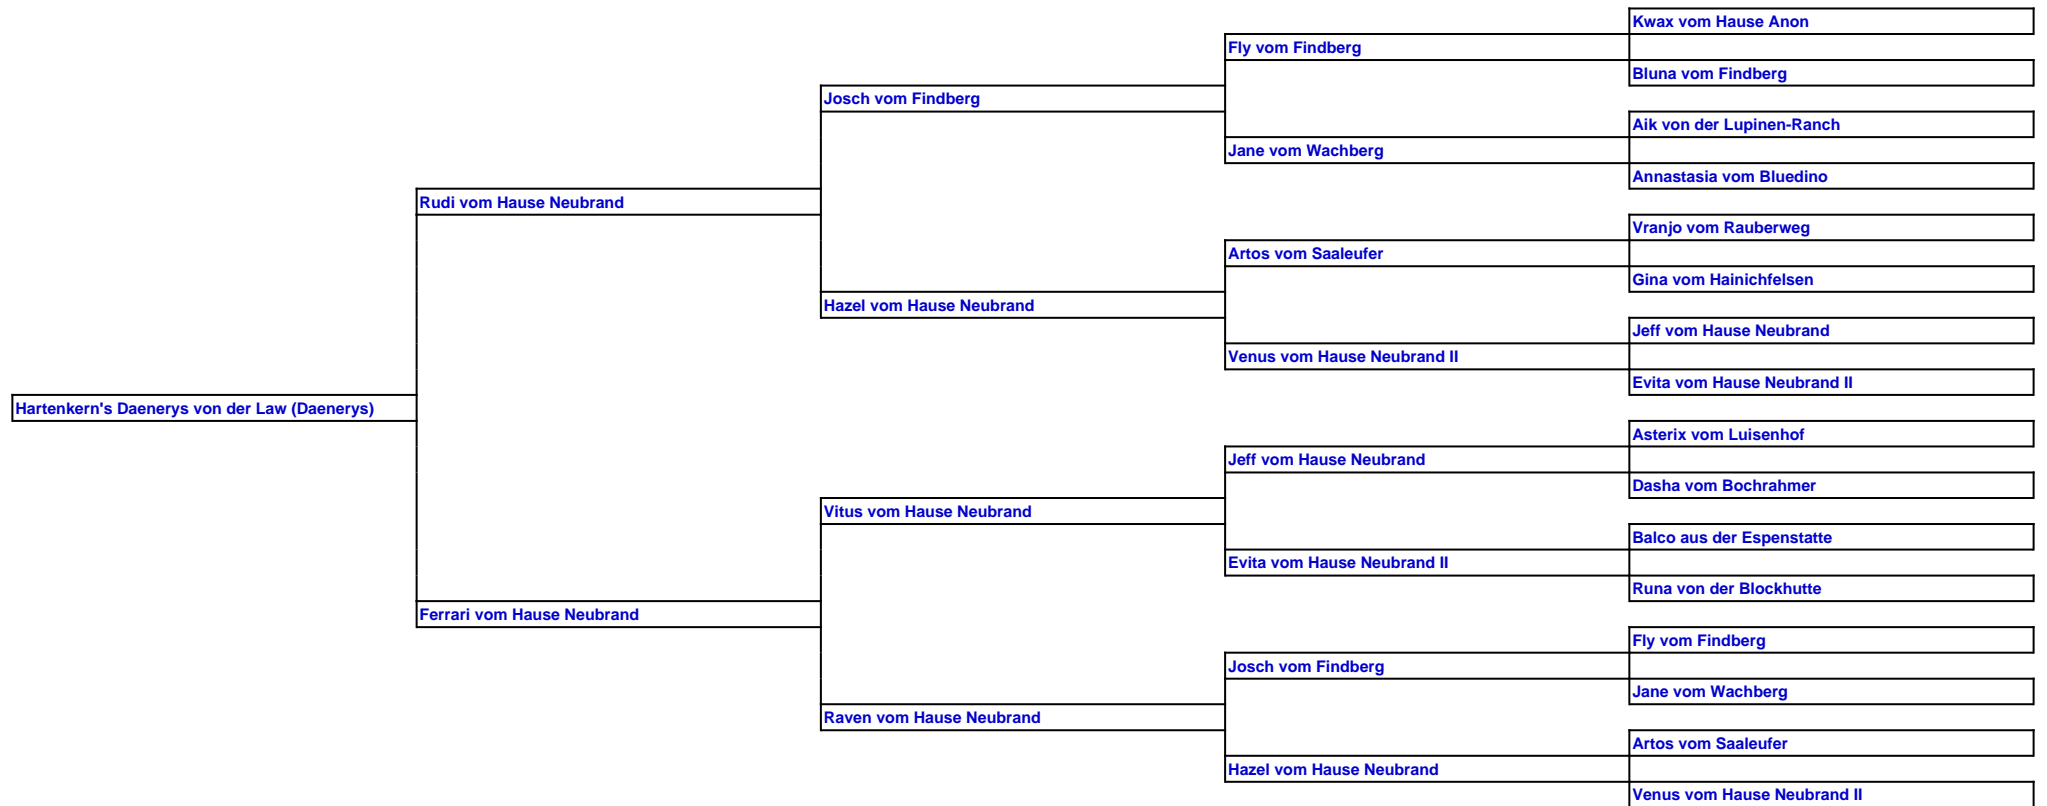 Kwax vom Hause Anon
Fly vom Findberg
Bluna vom Findberg
Josch vom Findberg
Aik von der Lupinen-Ranch
Jane vom Wachberg
Annastasia vom Bluedino
Rudi vom Hause Neubrand
Vranjo vom Rauberweg
Artos vom Saaleufer
Gina vom Hainichfelsen
Hazel vom Hause Neubrand
Jeff vom Hause Neubrand
Venus vom Hause Neubrand II
Evita vom Hause Neubrand II
Hartenkern's Daenerys von der Law (Daenerys)
Asterix vom Luisenhof
Jeff vom Hause Neubrand
Dasha vom Bochrahmer
Vitus vom Hause Neubrand
Balco aus der Espenstatte
Evita vom Hause Neubrand II
Runa von der Blockhutte
Ferrari vom Hause Neubrand
Fly vom Findberg
Josch vom Findberg
Jane vom Wachberg
Raven vom Hause Neubrand
Artos vom Saaleufer
Hazel vom Hause Neubrand
Venus vom Hause Neubrand II